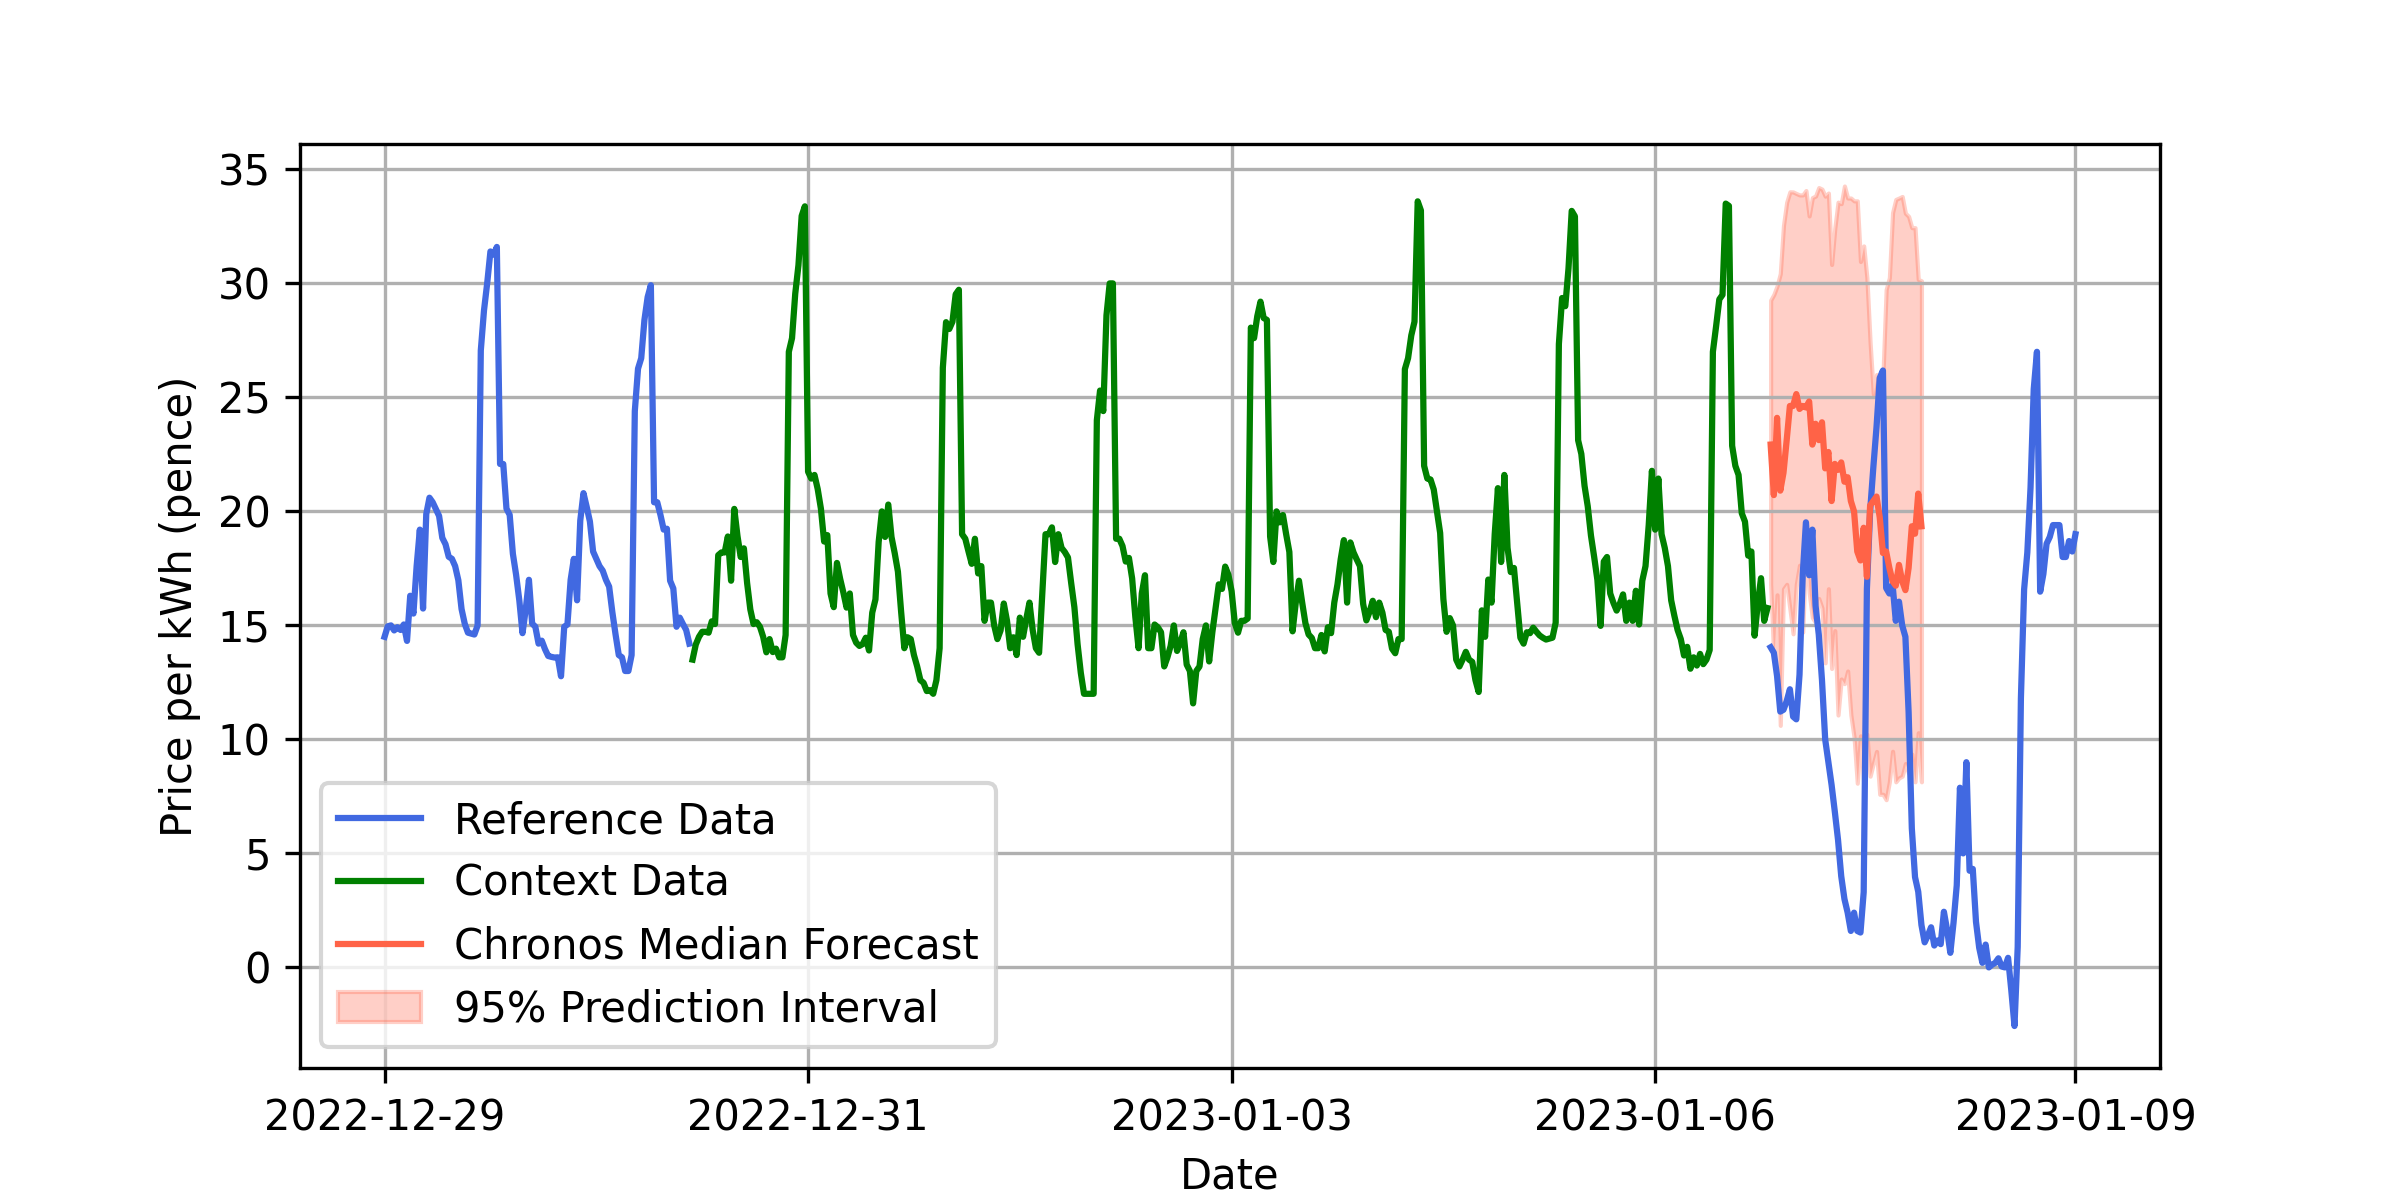 35
30
25
20
15
10
5
0
Price per kWh (pence)
Reference Data
Context Data
Chronos Median Forecast
95% Prediction Interval
2022-12-29
2022-12-31
2023-01-03
2023-01-06
2023-01-09
Date